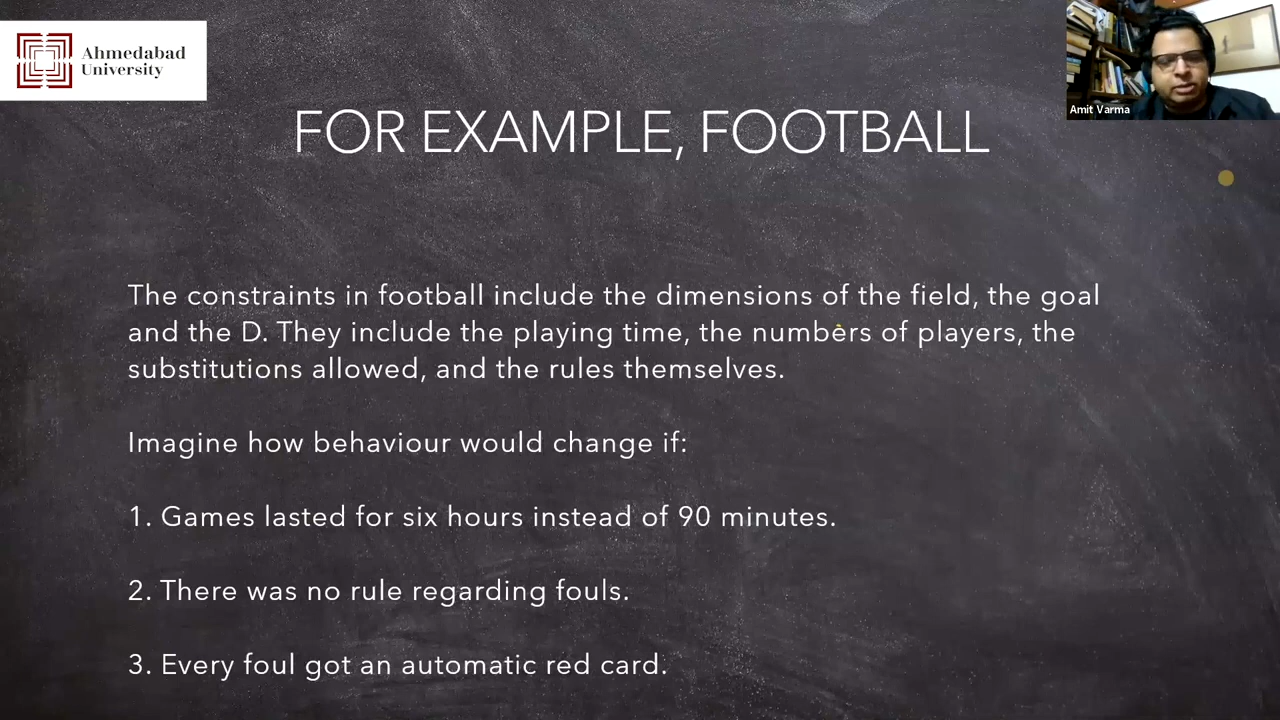 Ahmedabad
University
Amit Varma
FOR EXAMPLE, FOOTBALL
The constraints in football include the dimensions of the field, the goal
and the D. They include the playing time, the numbers of players, the
substitutions allowed, and the rules themselves.
Imagine how behaviour would change if:
1. Games lasted for six hours instead of 90 minutes.
2. There was no rule regarding fouls.
3. Every foul got an automatic red card.